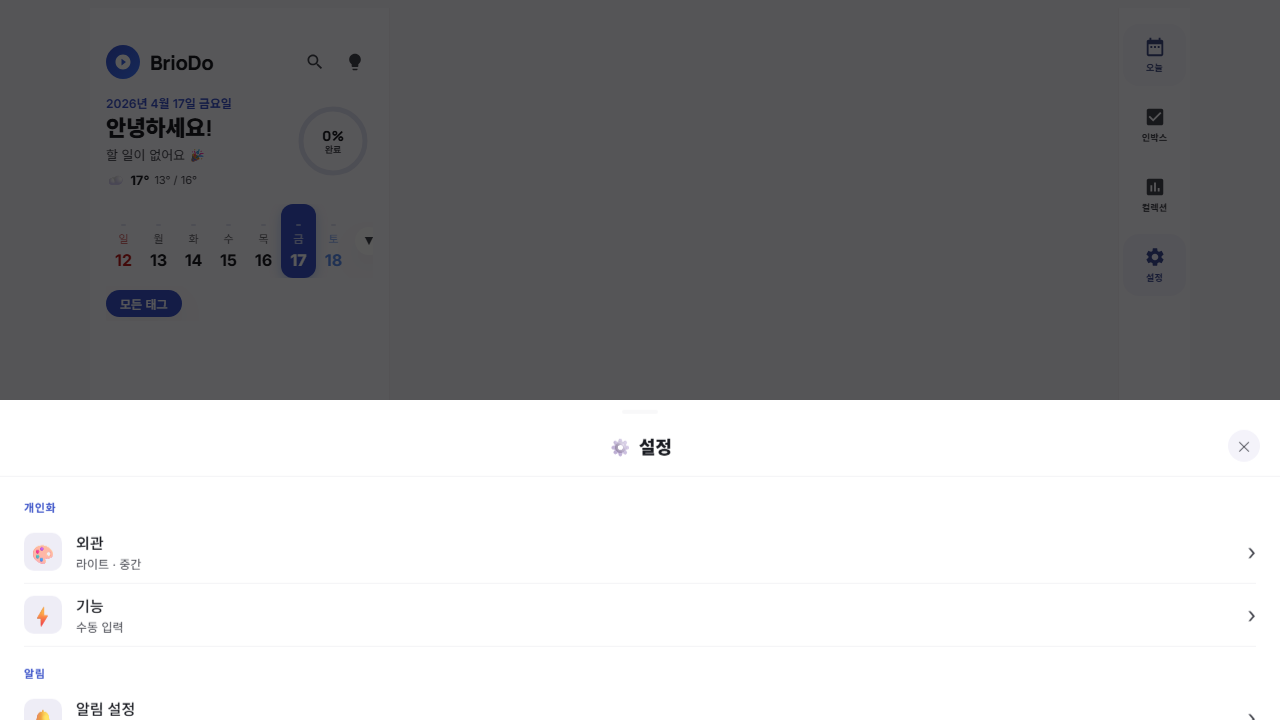 BrioDo
2026년 4월 17일 금요일
안녕하세요!
할 일이 없어요 🎉
17° 13° / 16°
0%
완료
- - - - - - -
일 월 화 수 목 금 토
12 13 14 15 16 17 18
▼
모든 태그
오늘
인박스
컬렉션
설정
⚙️ 설정
개인화
외관
라이트 · 중간
기능
수동 입력
알림
알림 설정